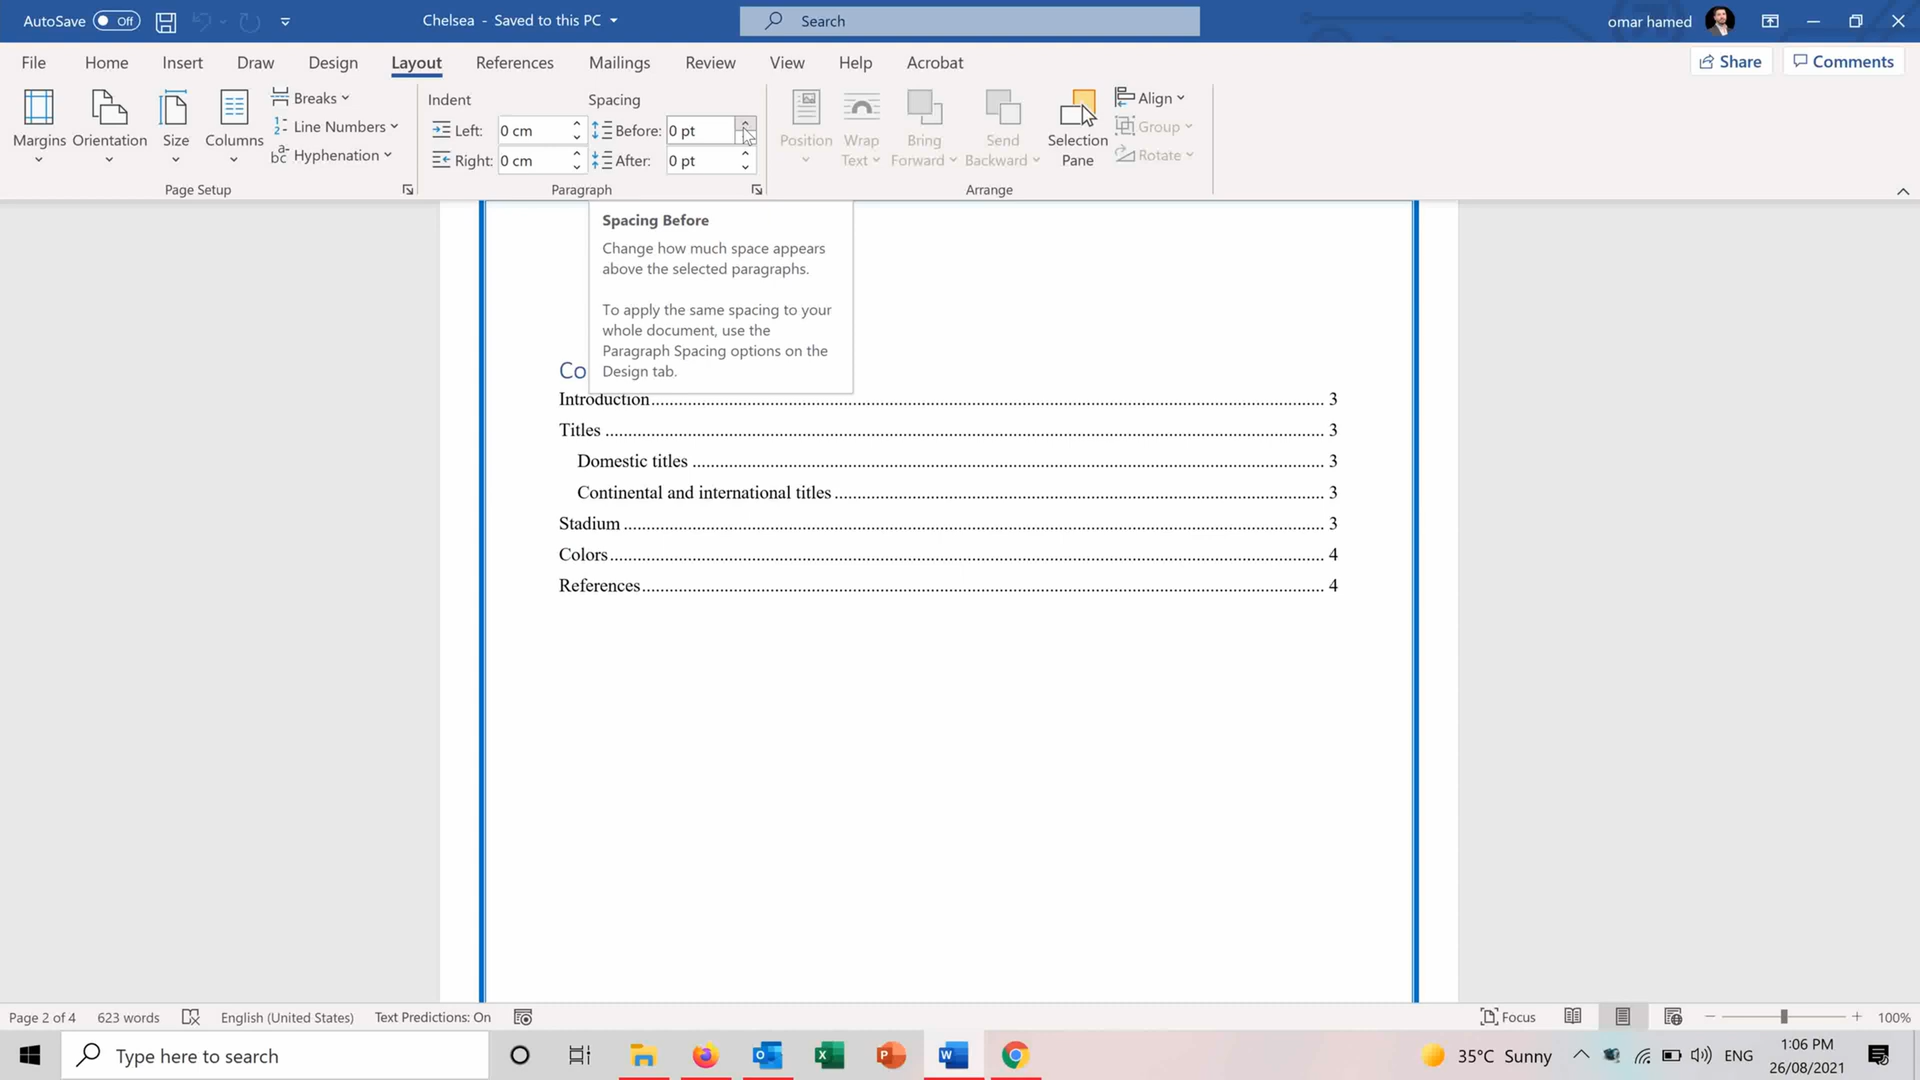 AutoSave Off Chelsea - Saved to this PC Search omar hamed
File Home Insert Draw Design Layout References Mailings Review View Help Acrobat Share Comments
Margins Orientation Size Columns
Breaks
Line Numbers
Hyphenation
Page Setup
Indent
Left: 0 cm
Right: 0 cm
Spacing
Before: 0 pt
After: 0 pt
Paragraph
Position
Wrap Text
Bring Forward
Send Backward
Selection Pane
Align
Group
Rotate
Arrange
Spacing Before
Change how much space appears
above the selected paragraphs.
To apply the same spacing to your
whole document, use the
Paragraph Spacing options on the
Design tab.
Co
Introduction 3
Titles 3
Domestic titles 3
Continental and international titles 3
Stadium 3
Colors 4
References 4
Page 2 of 4 623 words English (United States) Text Predictions: On Focus 100%
Type here to search 35°C Sunny ENG 1:06 PM
26/08/2021